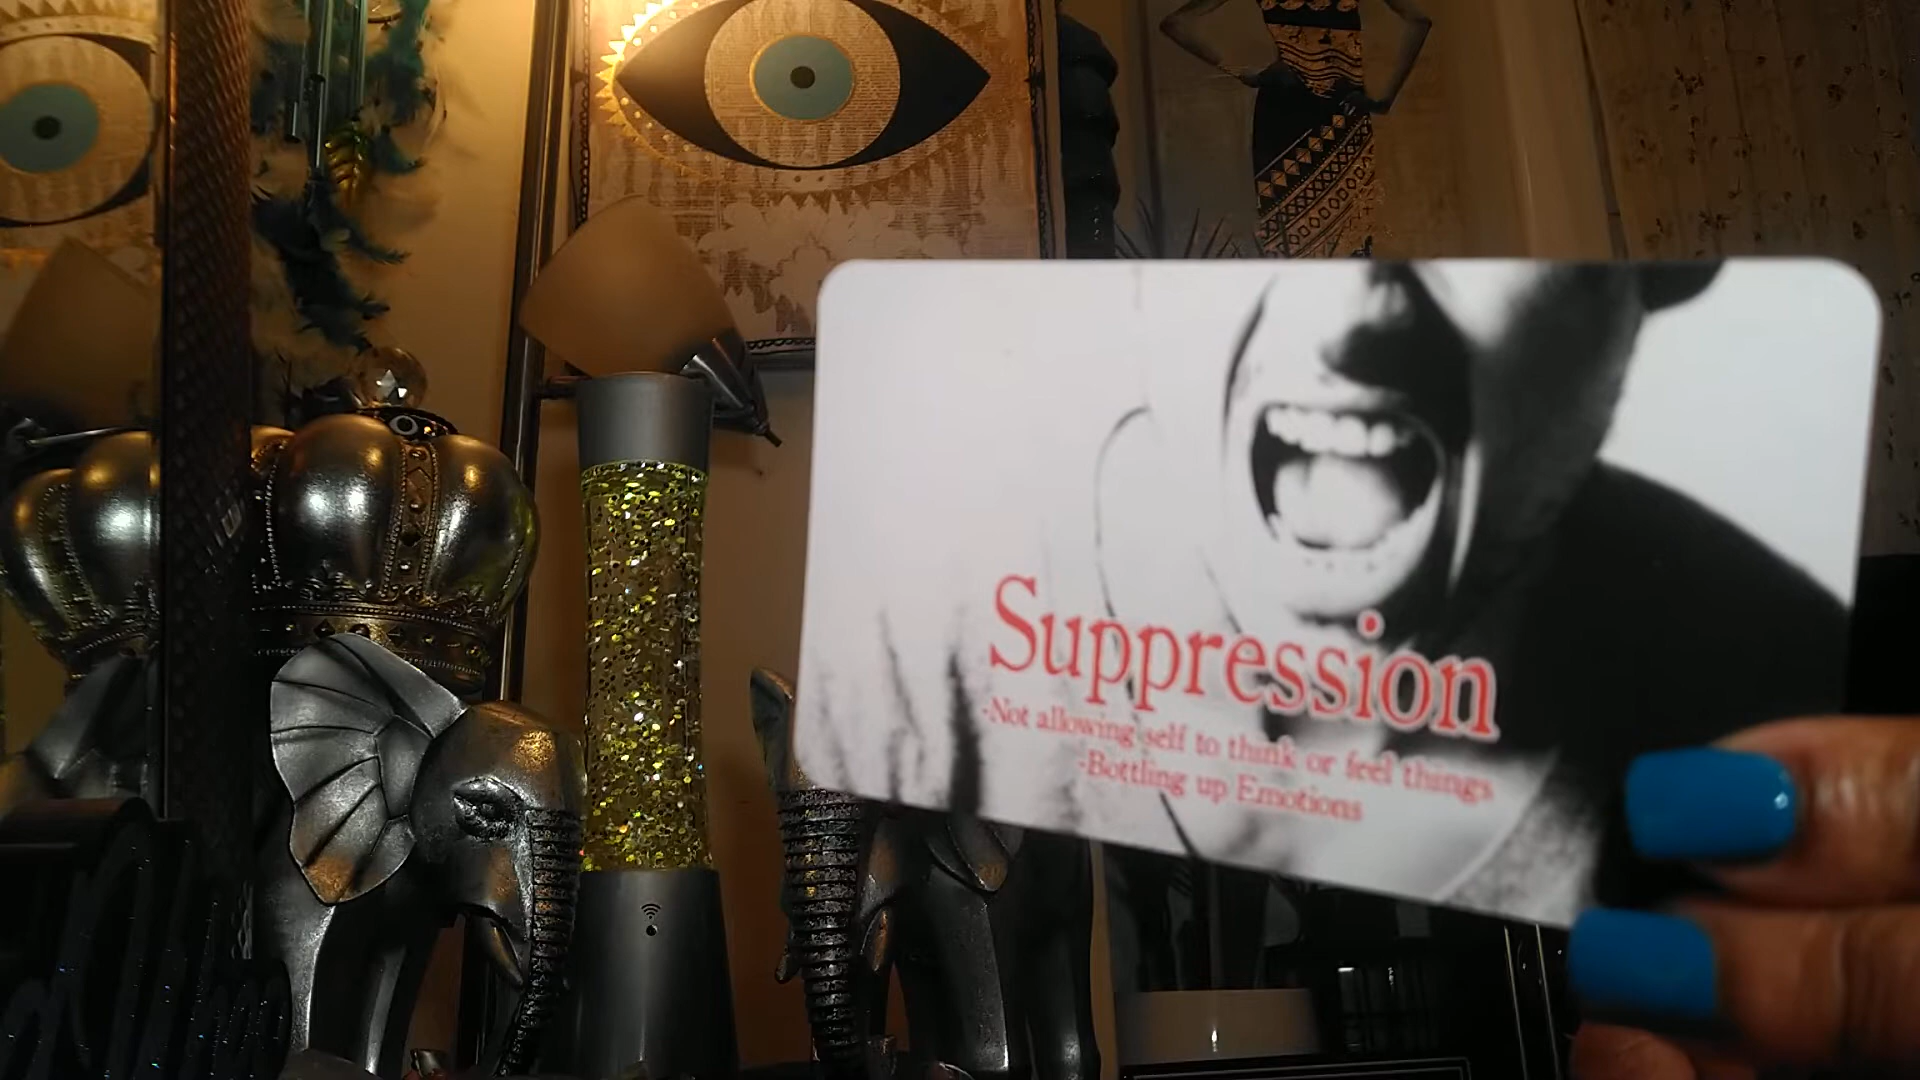 Suppression
-Not allowing self to think or feel things
-Bottling up Emotions